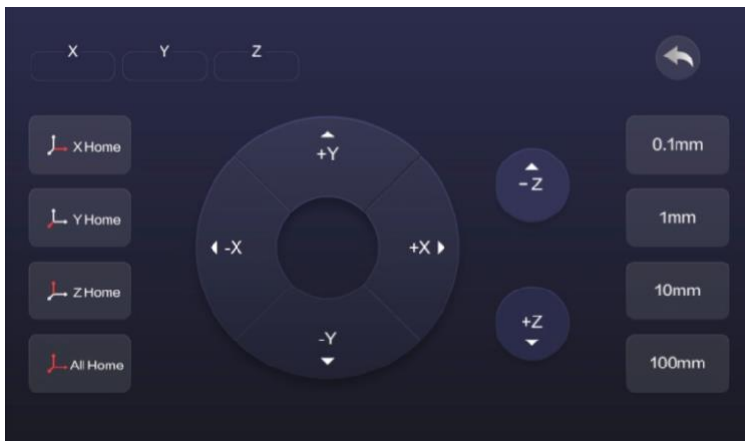 X Y Z
X Home
+Y
-Z
0.1mm
Y Home
-X
+X
1mm
Z Home
+Z
10mm
-Y
All Home
100mm